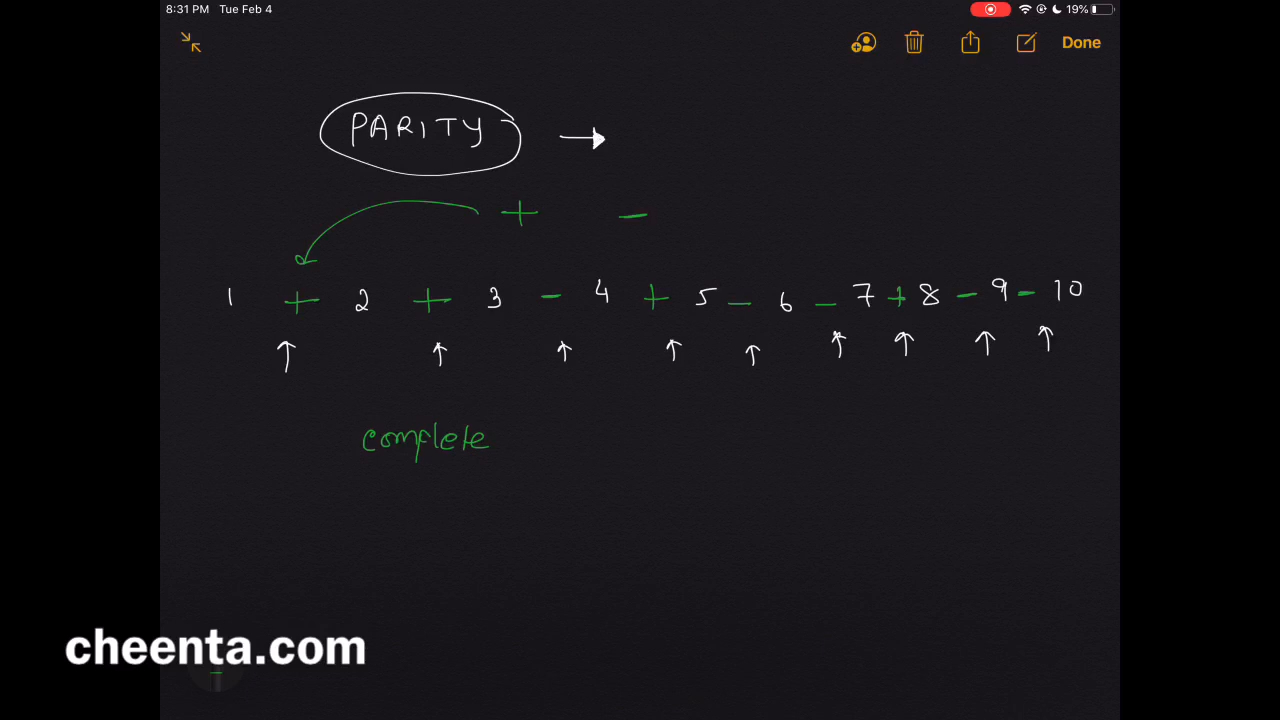 8:31 PM Tue Feb 4 19%
Done
PARITY →
+ −
1 + 2 + 3 - 4 + 5 - 6 - 7 + 8 - 9 - 10
complete
cheenta.com